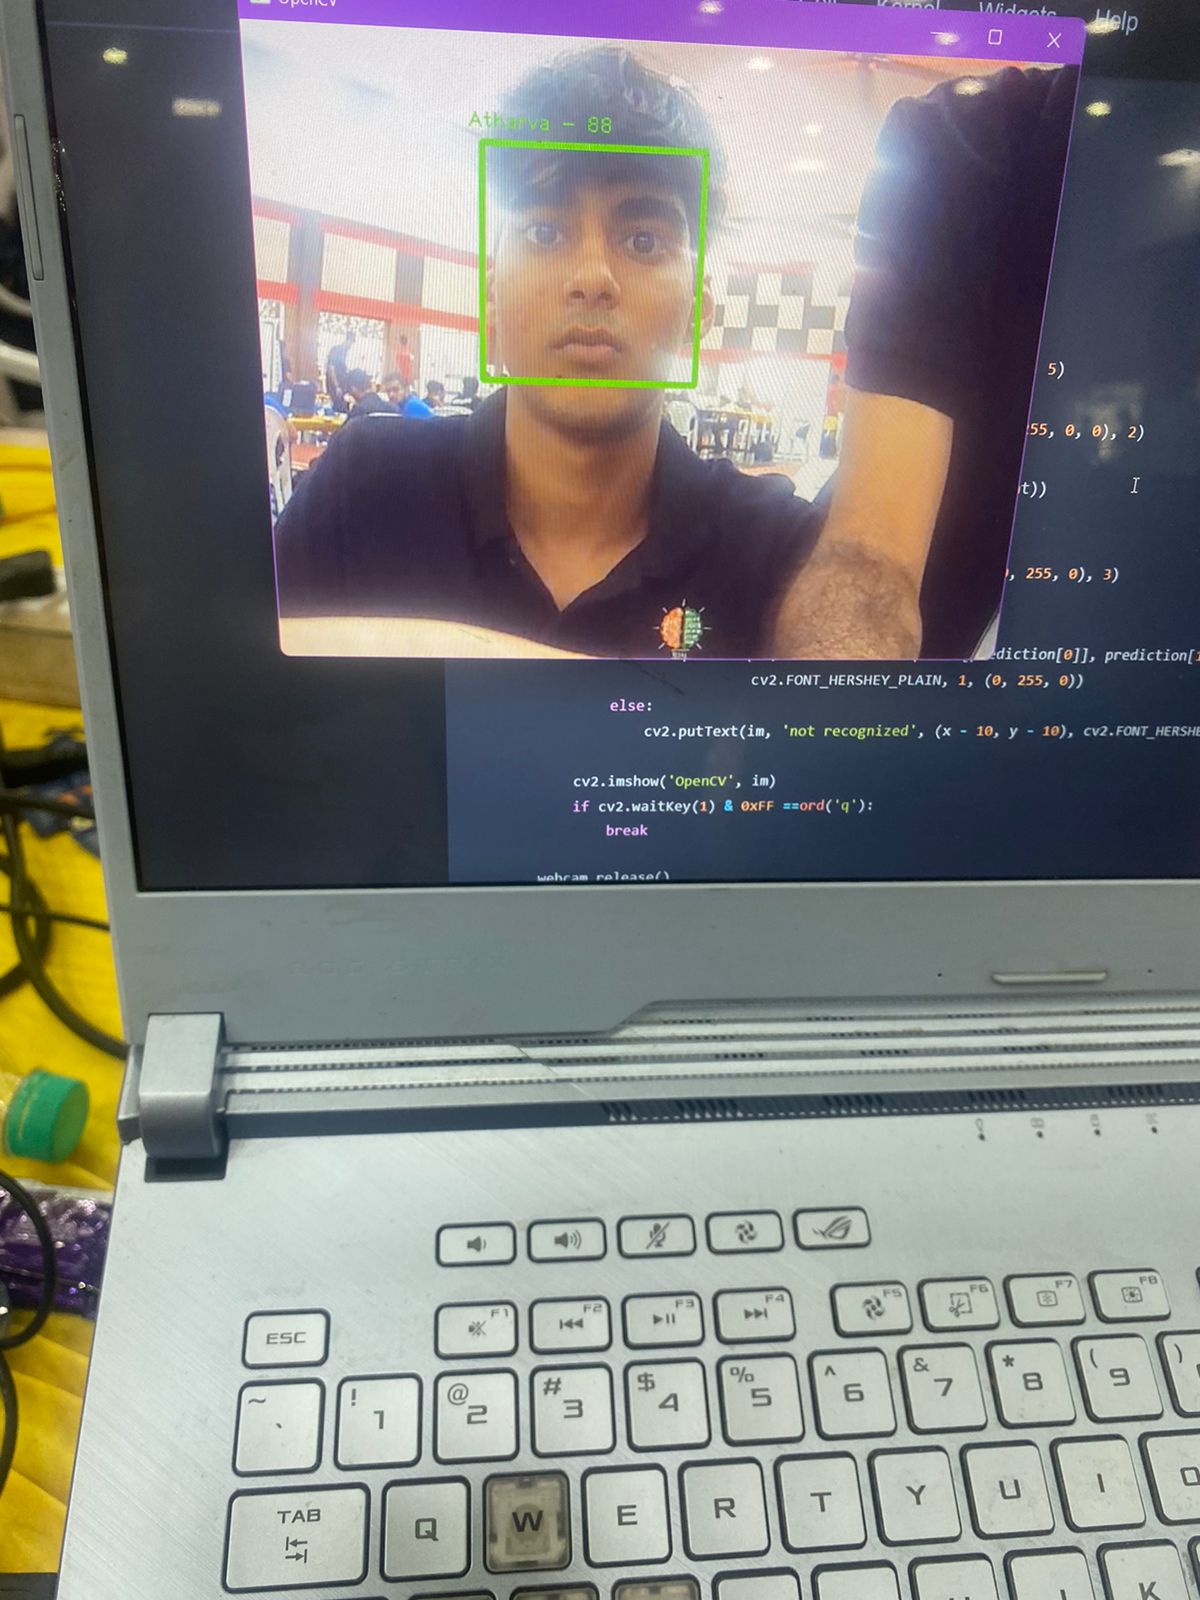 OpenCV
Kernel Widgets Help
Atharva - 88
5)
55, 0, 0), 2)
t))
, 255, 0), 3)
ediction[0]], prediction[1
cv2.FONT_HERSHEY_PLAIN, 1, (0, 255, 0))
else:
cv2.putText(im, 'not recognized', (x - 10, y - 10), cv2.FONT_HERSHE
cv2.imshow('OpenCV', im)
if cv2.waitKey(1) & 0xFF ==ord('q'):
break
webcam.release()
F1 F2 F3 F4 F5 F6 F7 F8
ESC
~ ` ! 1 @ 2 # 3 $ 4 % 5 ^ 6 & 7 * 8 ( 9 )
TAB Q W E R T Y U I O
K